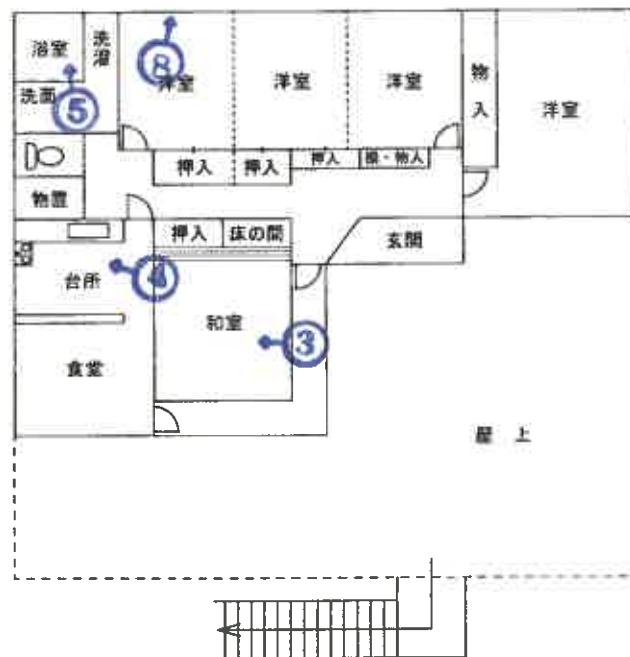 浴室
洗濯
⑧
洋室
洋室
洋室
物入
洋室
洗面
⑤
押入
押入
押入
棚・物入
物置
押入
床の間
玄関
台所
④
和室
③
食堂
屋上